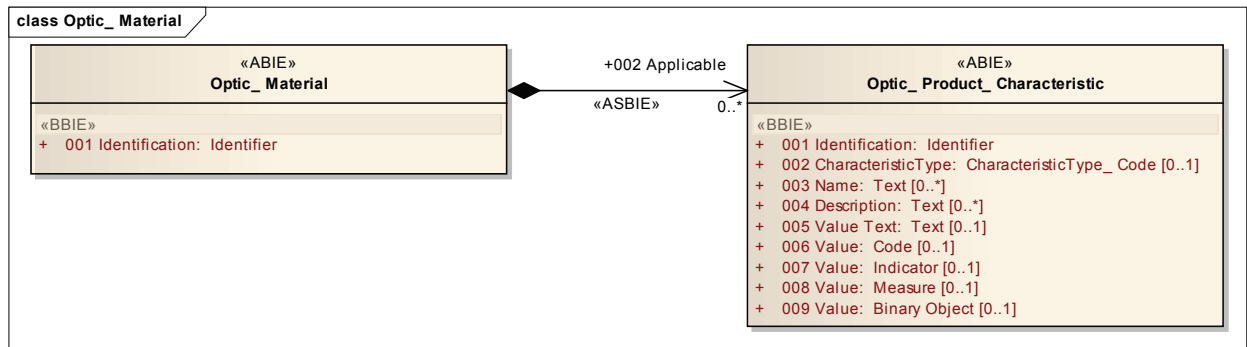 class Optic_ Material
«ABIE»
Optic_ Material
«BBIE»
+ 001 Identification: Identifier
+002 Applicable
«ASBIE»
0..*
«ABIE»
Optic_ Product_ Characteristic
«BBIE»
+ 001 Identification: Identifier
+ 002 CharacteristicType: CharacteristicType_ Code [0..1]
+ 003 Name: Text [0..*]
+ 004 Description: Text [0..*]
+ 005 Value Text: Text [0..1]
+ 006 Value: Code [0..1]
+ 007 Value: Indicator [0..1]
+ 008 Value: Measure [0..1]
+ 009 Value: Binary Object [0..1]